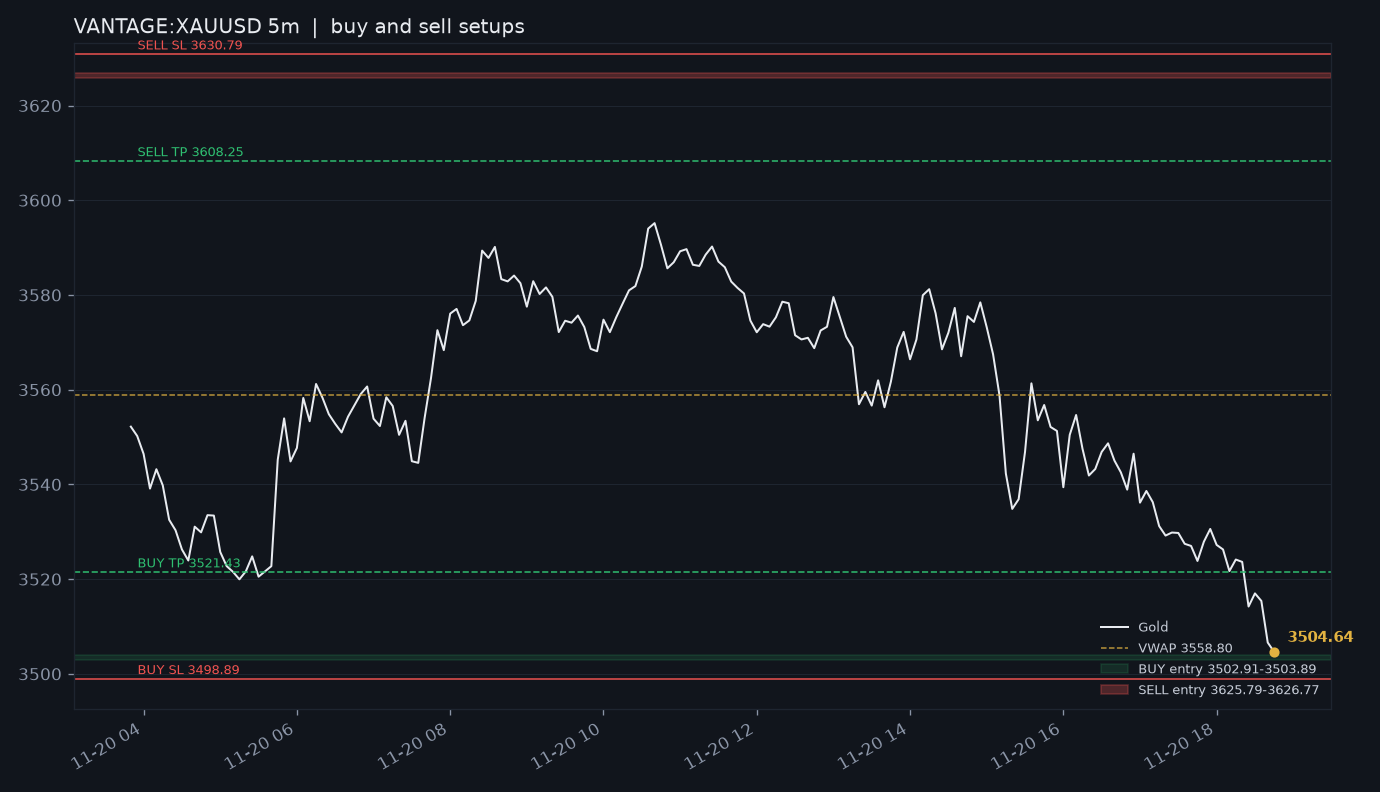 VANTAGE:XAUUSD 5m | buy and sell setups
SELL SL 3630.79
3620
SELL TP 3608.25
3600
3580
3560
3540
BUY TP 3521.43
3520
Gold
3504.64
VWAP 3558.80
BUY entry 3502.91-3503.89
BUY SL 3498.89
3500
SELL entry 3625.79-3626.77
11-20 04
11-20 06
11-20 08
11-20 10
11-20 12
11-20 14
11-20 16
11-20 18